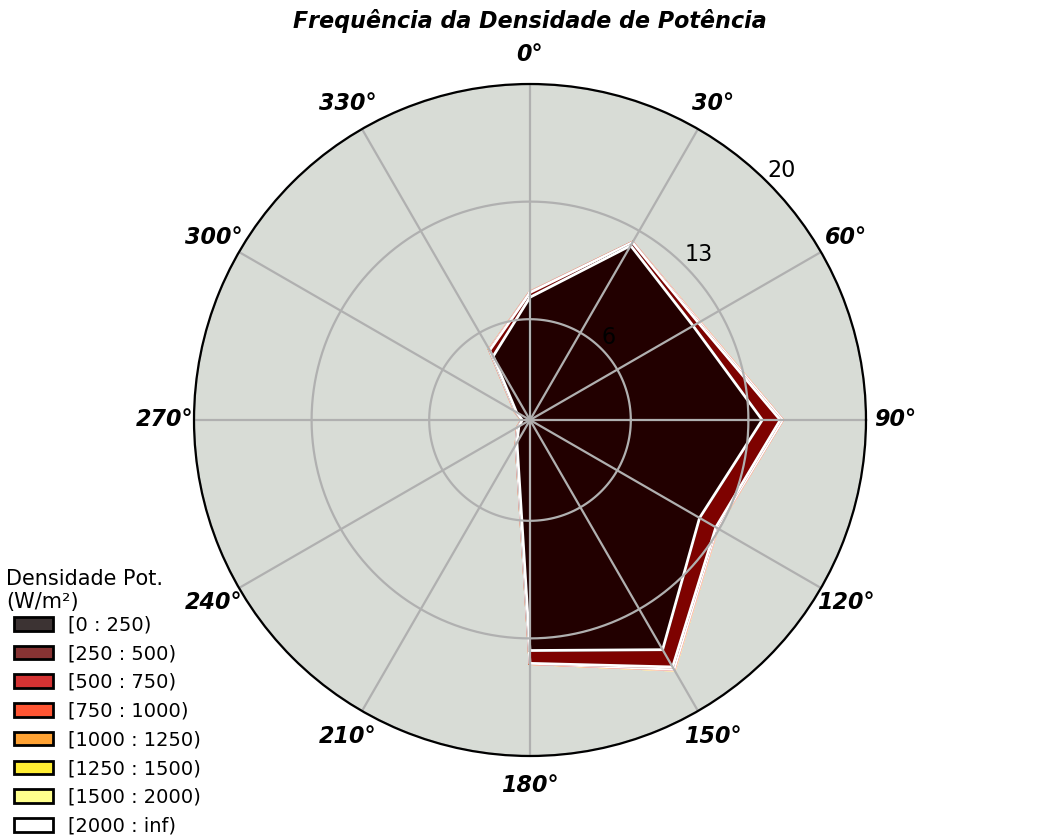 Frequência da Densidade de Potência
0°
330°
30°
20
300°
60°
13
6
270°
90°
240°
120°
210°
150°
180°
Densidade Pot.
(W/m²)
[0 : 250)
[250 : 500)
[500 : 750)
[750 : 1000)
[1000 : 1250)
[1250 : 1500)
[1500 : 2000)
[2000 : inf)